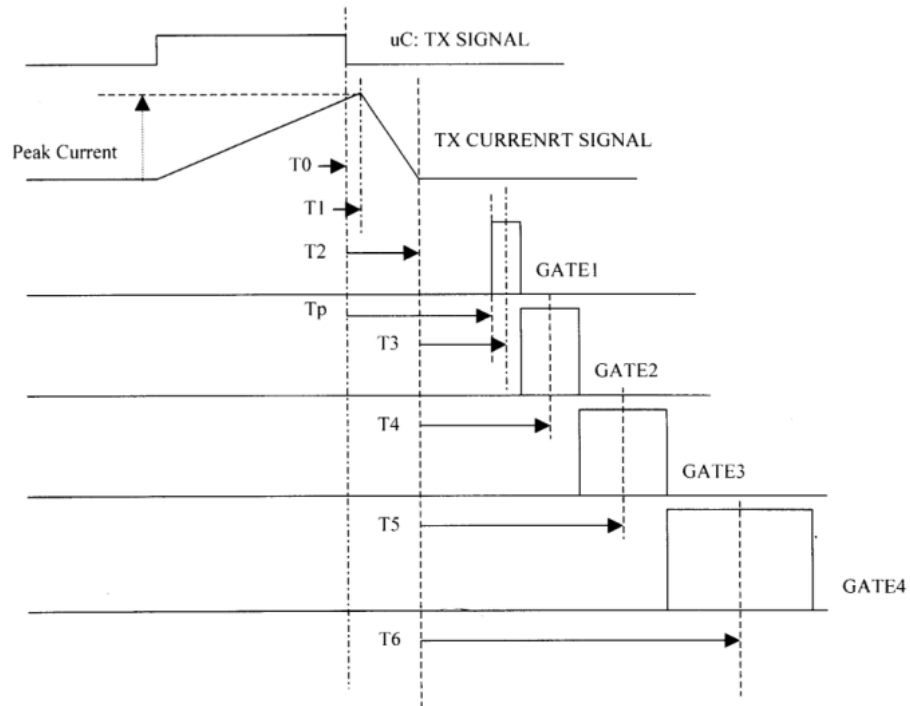 uC: TX SIGNAL
TX CURRENRT SIGNAL
Peak Current
T0
T1
T2
GATE1
Tp
T3
GATE2
T4
GATE3
T5
GATE4
T6